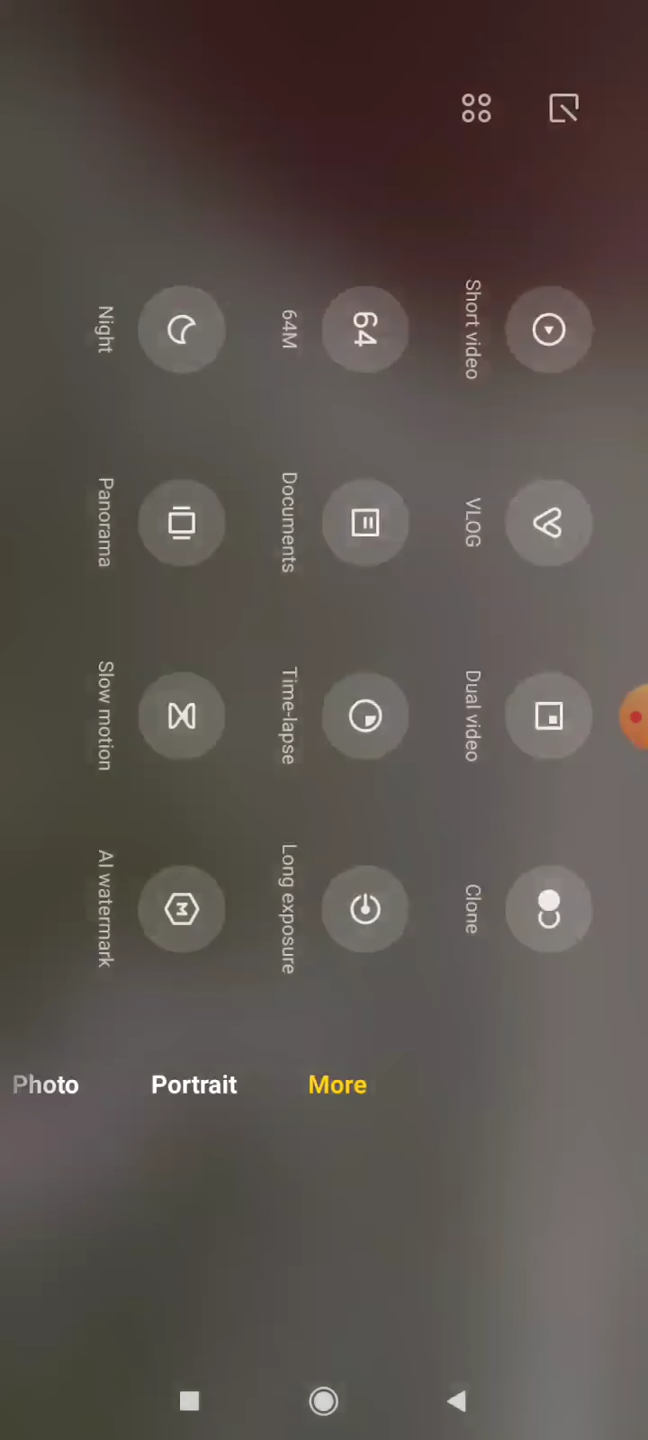 Night
64M
64
Short video
Panorama
Documents
VLOG
Slow motion
Time-lapse
Dual video
AI watermark
M
Long exposure
Clone
Photo
Portrait
More